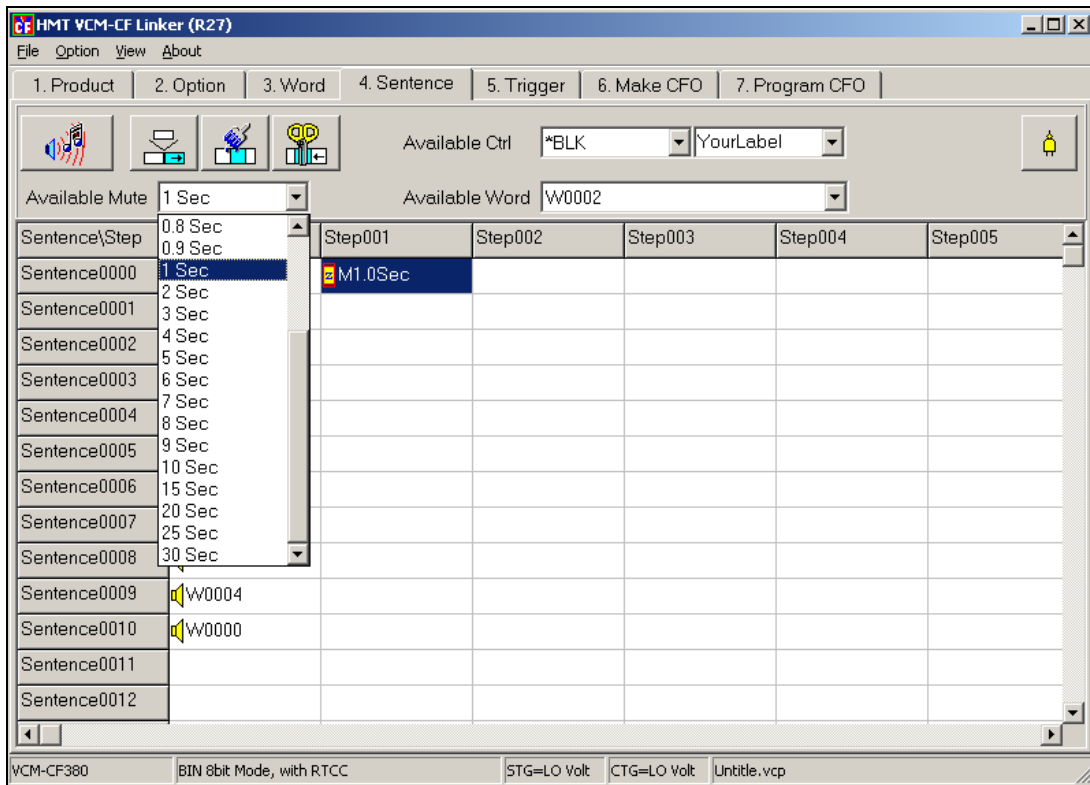 HMT VCM-CF Linker (R27)
File Option View About
1. Product 2. Option 3. Word 4. Sentence 5. Trigger 6. Make CFO 7. Program CFO
Available Ctrl *BLK YourLabel
Available Mute 1 Sec Available Word W0002
0.8 Sec
0.9 Sec
1 Sec
2 Sec
3 Sec
4 Sec
5 Sec
6 Sec
7 Sec
8 Sec
9 Sec
10 Sec
15 Sec
20 Sec
25 Sec
30 Sec
Sentence\Step Step001 Step002 Step003 Step004 Step005
Sentence0000 z M1.0Sec
Sentence0001
Sentence0002
Sentence0003
Sentence0004
Sentence0005
Sentence0006
Sentence0007
Sentence0008
Sentence0009 W0004
Sentence0010 W0000
Sentence0011
Sentence0012
VCM-CF380 BIN 8bit Mode, with RTCC STG=LO Volt CTG=LO Volt Untitle.vcp